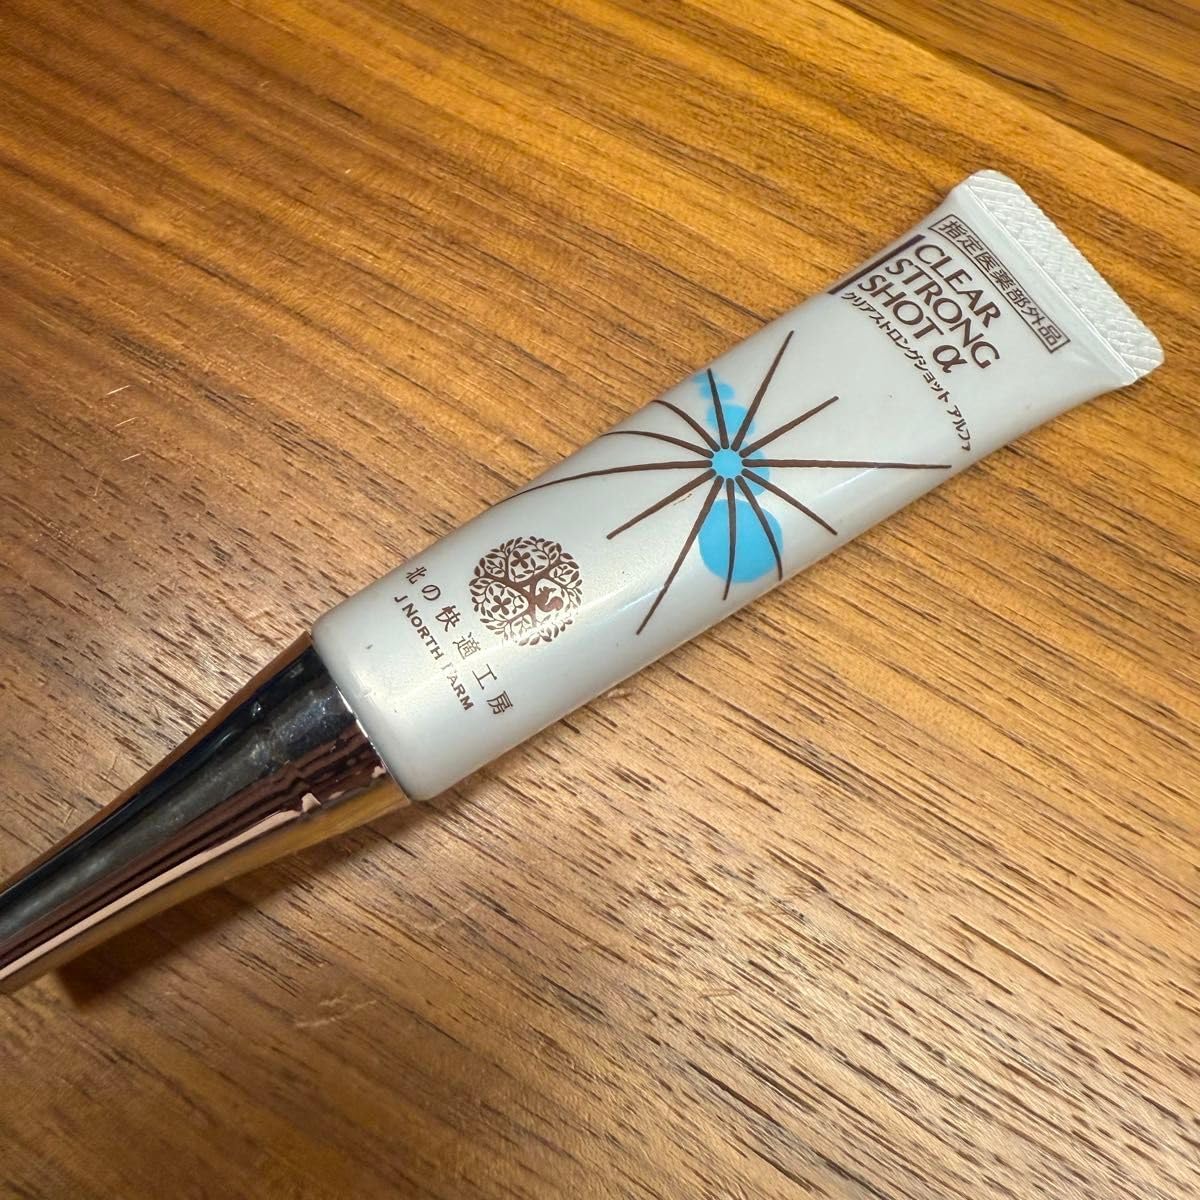 指定医薬部外品
CLEAR
STRONG
SHOT α
クリアストロングショット アルファ
北の快適工房
J NORTH FARM